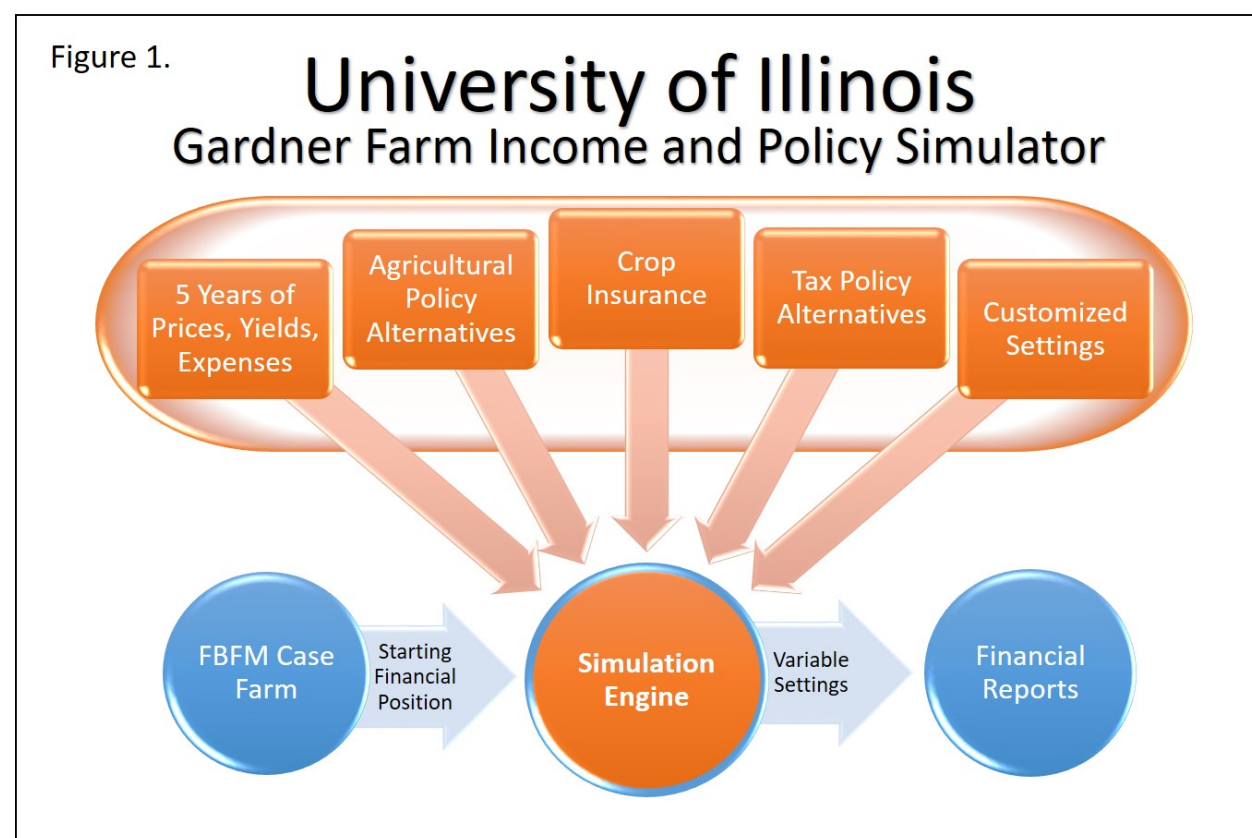 Figure 1.
University of Illinois
Gardner Farm Income and Policy Simulator
5 Years of
Prices, Yields,
Expenses
Agricultural
Policy
Alternatives
Crop
Insurance
Tax Policy
Alternatives
Customized
Settings
FBFM Case
Farm
Starting
Financial
Position
Simulation
Engine
Variable
Settings
Financial
Reports